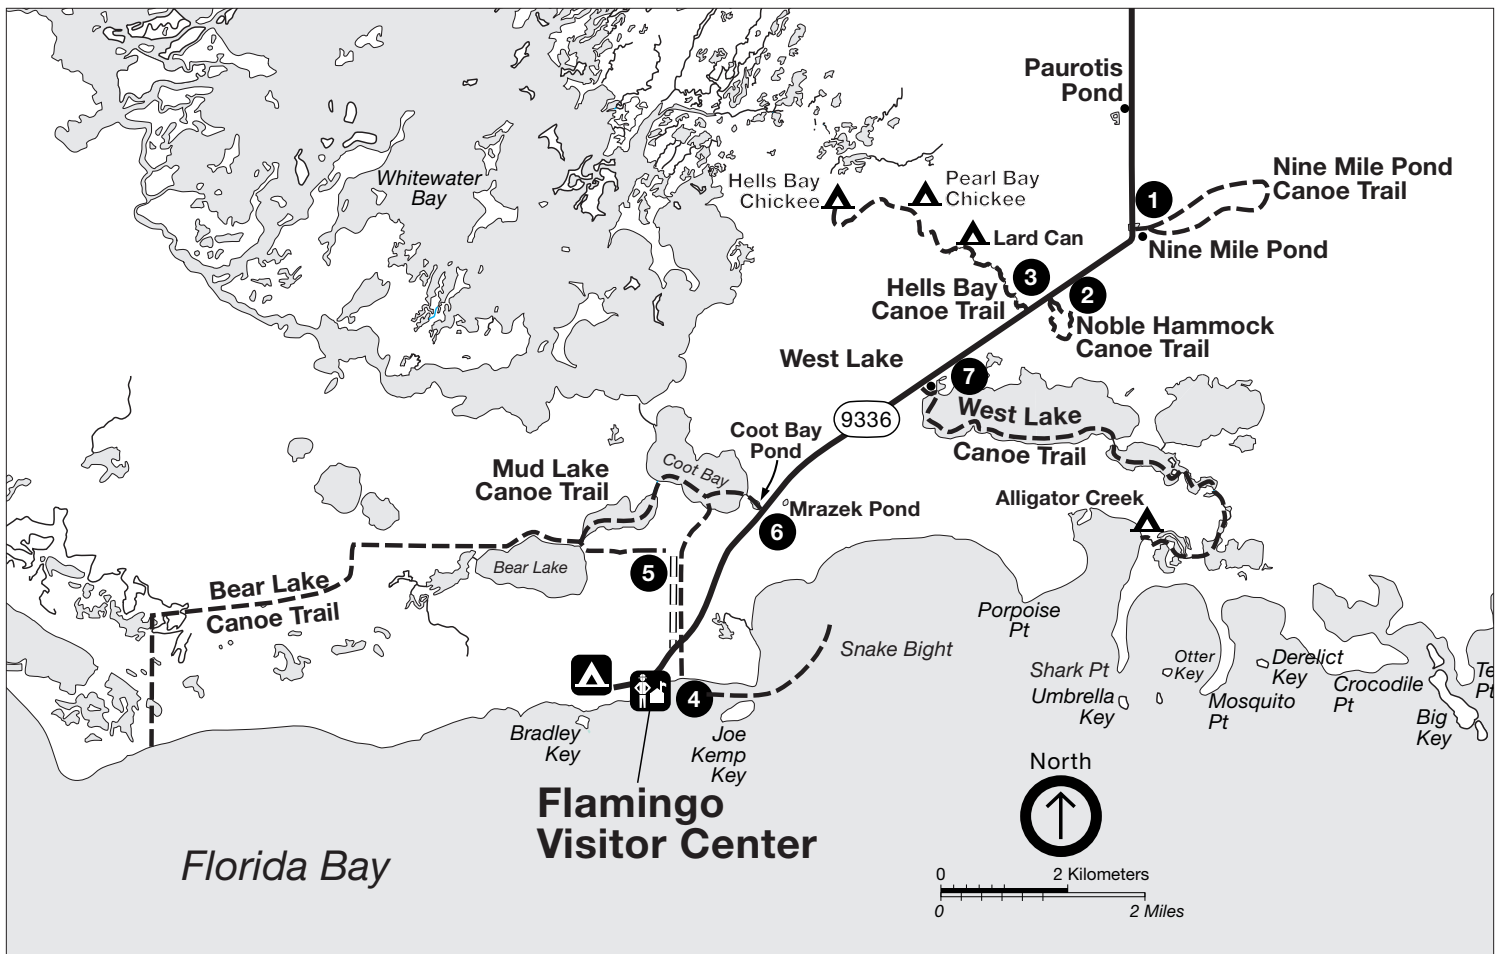 Paurotis
Pond
Nine Mile Pond
Canoe Trail
1
Nine Mile Pond
Whitewater
Bay
Hells Bay
Chickee
Pearl Bay
Chickee
Lard Can
3
Hells Bay
Canoe Trail
2
Noble Hammock
Canoe Trail
West Lake
7
9336
West Lake
Canoe Trail
Coot Bay
Pond
Coot Bay
Mud Lake
Canoe Trail
Alligator Creek
Mrazek Pond
6
Bear Lake
5
Bear Lake
Canoe Trail
Porpoise
Pt
Snake Bight
Shark Pt
Otter
Key
Derelict
Key
Umbrella
Key
Mosquito
Pt
Crocodile
Pt
Te
Pt
Big
Key
4
Bradley
Key
Joe
Kemp
Key
Flamingo
Visitor Center
North
Florida Bay
0
2 Kilometers
0
2 Miles